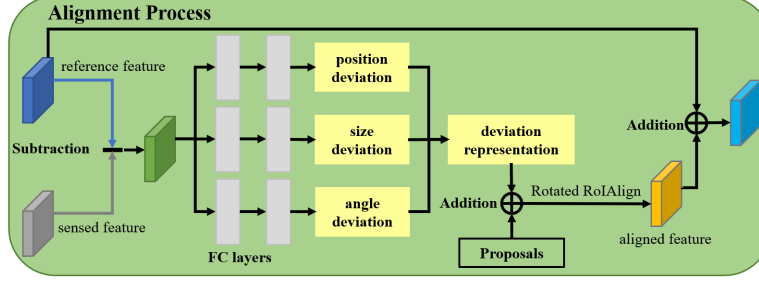 Alignment Process
reference feature
Subtraction
sensed feature
FC layers
position
deviation
size
deviation
angle
deviation
deviation
representation
Addition
Proposals
Rotated RoIAlign
Addition
aligned feature